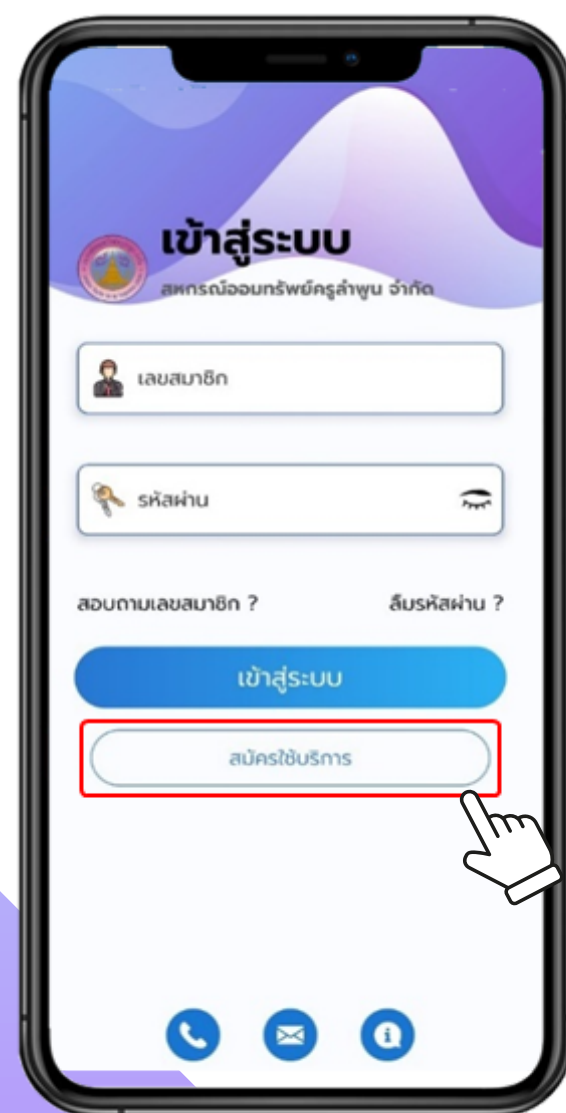 เข้าสู่ระบบ
สหกรณ์ออมทรัพย์ครูลำพูน จำกัด
เลขสมาชิก
รหัสผ่าน
สอบถามเลขสมาชิก ? ลืมรหัสผ่าน ?
เข้าสู่ระบบ
สมัครใช้บริการ